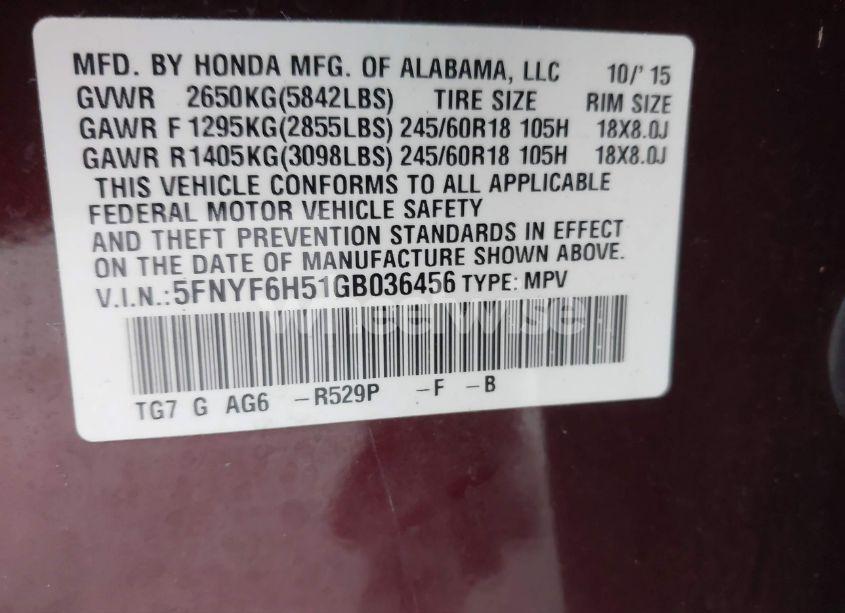 MFD. BY HONDA MFG. OF ALABAMA, LLC 10/' 15
GVWR 2650KG(5842LBS) TIRE SIZE RIM SIZE
GAWR F 1295KG(2855LBS) 245/60R18 105H 18X8.0J
GAWR R1405KG(3098LBS) 245/60R18 105H 18X8.0J
THIS VEHICLE CONFORMS TO ALL APPLICABLE
FEDERAL MOTOR VEHICLE SAFETY
AND THEFT PREVENTION STANDARDS IN EFFECT
ON THE DATE OF MANUFACTURE SHOWN ABOVE.
V.I.N.:5FNYF6H51GB036456 TYPE: MPV
wheelwise
TG7 G AG6 -R529P -F -B